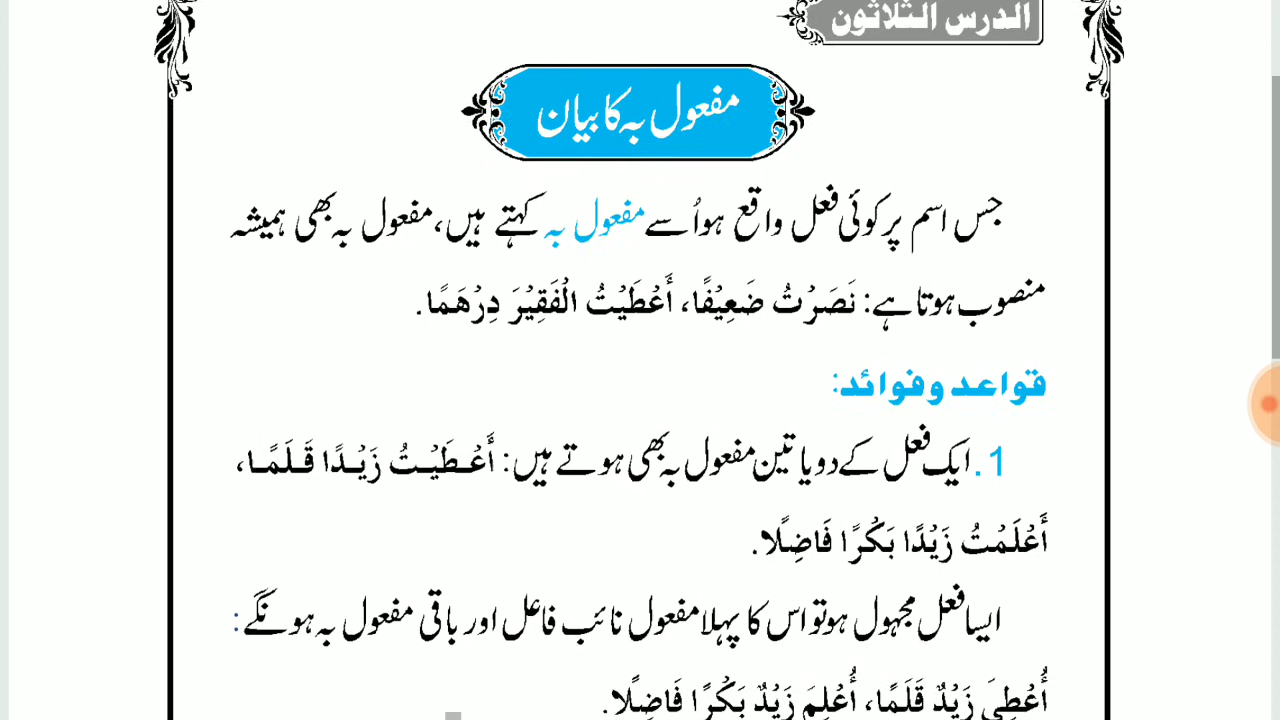 الدرس الثلاثون
مفعول بہ کا بیان
جس اسم پر کوئی فعل واقع ہو اُسے مفعول بہ کہتے ہیں، مفعول بہ بھی ہمیشہ
منصوب ہوتا ہے: نَصَرْتُ ضَعِيْفًا، أَعْطَيْتُ الْفَقِيْرَ دِرْهَمًا.
قواعد وفوائد:
1. ایک فعل کے دو یا تین مفعول بہ بھی ہوتے ہیں: أَعْطَيْتُ زَيْدًا قَلَمًا،
أَعْلَمْتُ زَيْدًا بَكْرًا فَاضِلًا.
ایسا فعل مجہول ہو تو اس کا پہلا مفعول نائب فاعل اور باقی مفعول بہ ہونگے:
أُعْطِيَ زَيْدٌ قَلَمًا، أُعْلِمَ زَيْدٌ بَكْرًا فَاضِلًا.